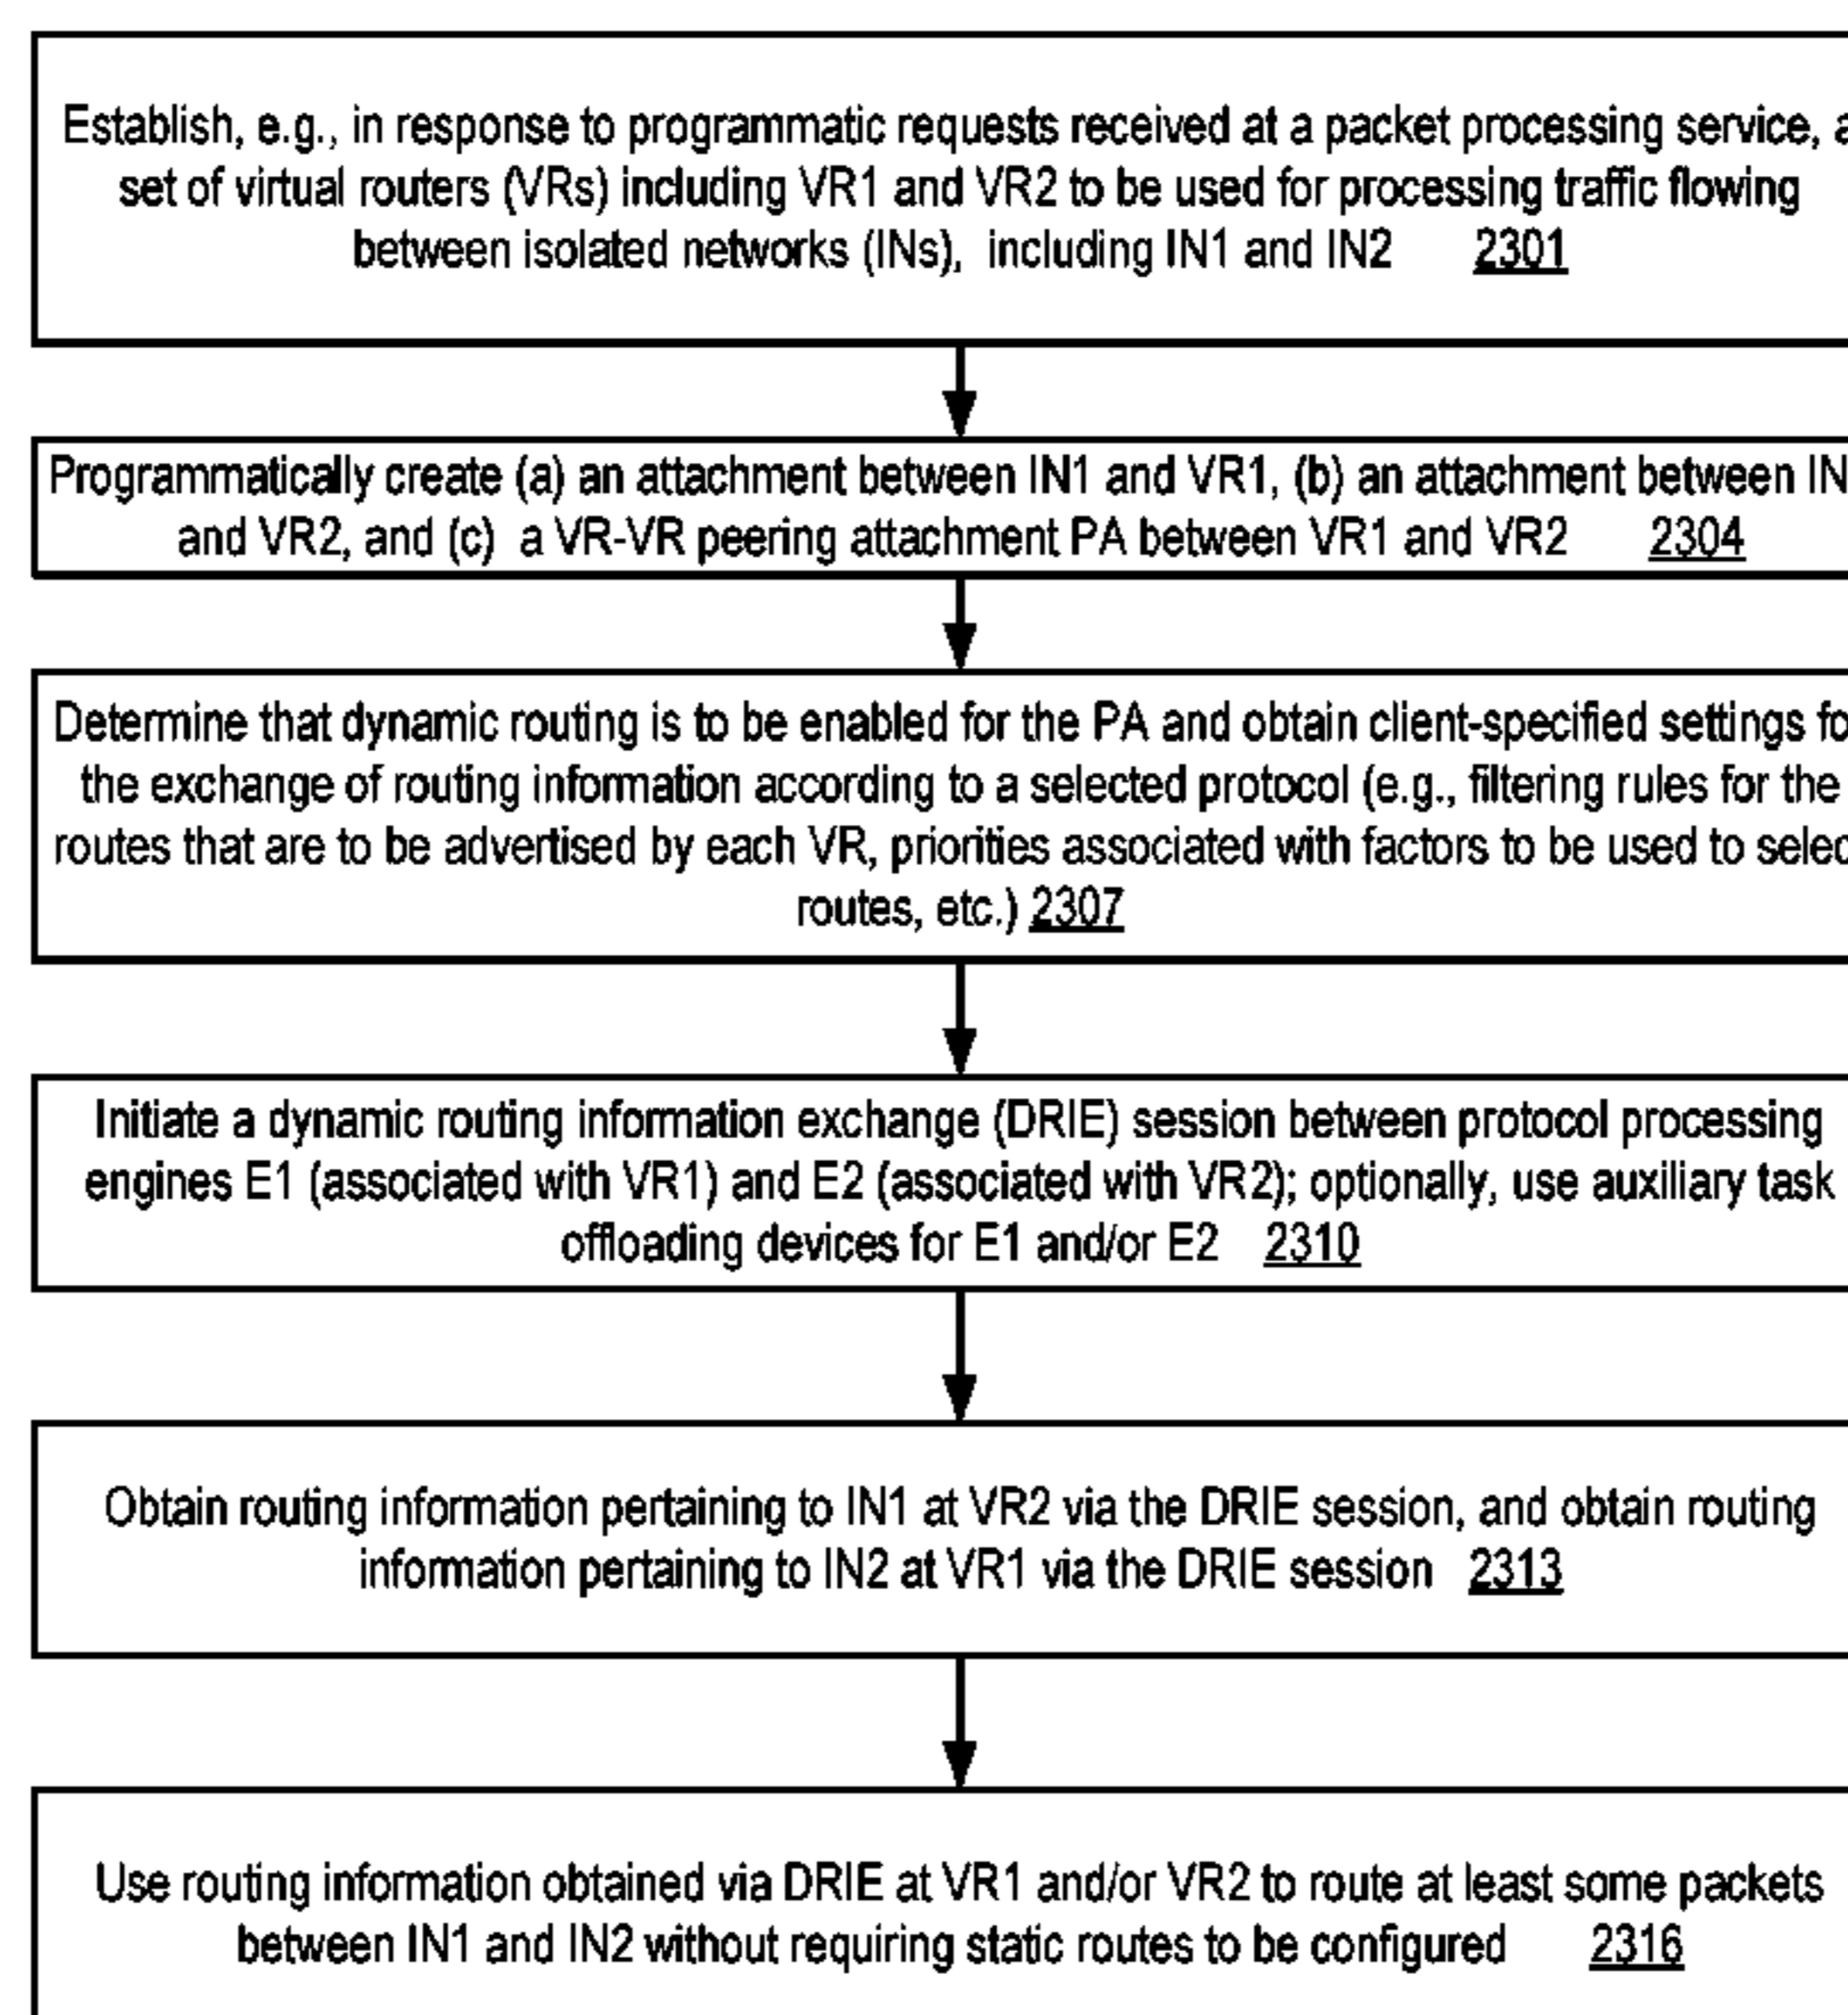 Establish, e.g., in response to programmatic requests received at a packet processing service, a
set of virtual routers (VRs) including VR1 and VR2 to be used for processing traffic flowing
between isolated networks (INs), including IN1 and IN2 2301
Programmatically create (a) an attachment between IN1 and VR1, (b) an attachment between IN
and VR2, and (c) a VR-VR peering attachment PA between VR1 and VR2 2304
Determine that dynamic routing is to be enabled for the PA and obtain client-specified settings fo
the exchange of routing information according to a selected protocol (e.g., filtering rules for the
routes that are to be advertised by each VR, priorities associated with factors to be used to selec
routes, etc.) 2307
Initiate a dynamic routing information exchange (DRIE) session between protocol processing
engines E1 (associated with VR1) and E2 (associated with VR2); optionally, use auxiliary task
offloading devices for E1 and/or E2 2310
Obtain routing information pertaining to IN1 at VR2 via the DRIE session, and obtain routing
information pertaining to IN2 at VR1 via the DRIE session 2313
Use routing information obtained via DRIE at VR1 and/or VR2 to route at least some packets
between IN1 and IN2 without requiring static routes to be configured 2316